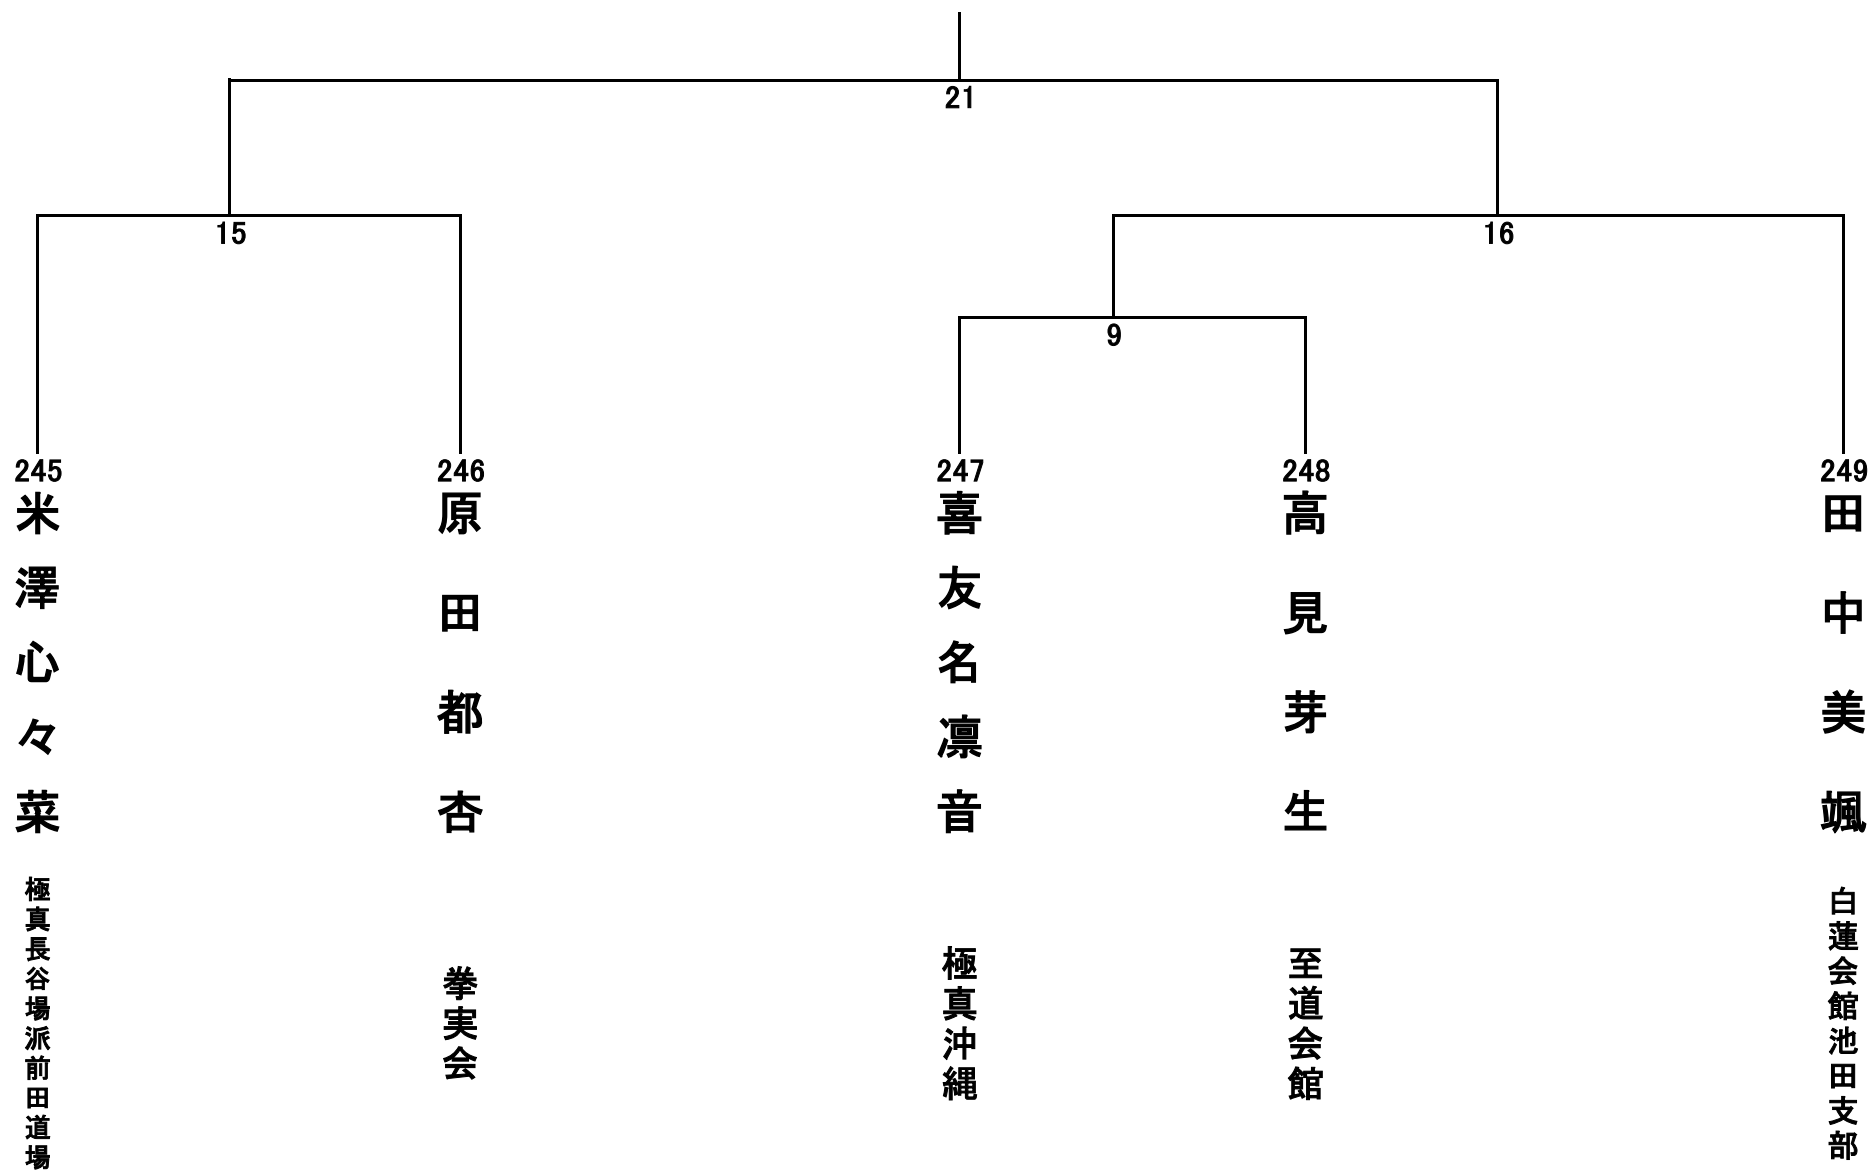 21
15
16
9
245
米澤心々菜
極真長谷場派前田道場
246
原田都杏
拳実会
247
喜友名凛音
極真沖縄
248
高見芽生
至道会館
249
田中美颯
白蓮会館池田支部